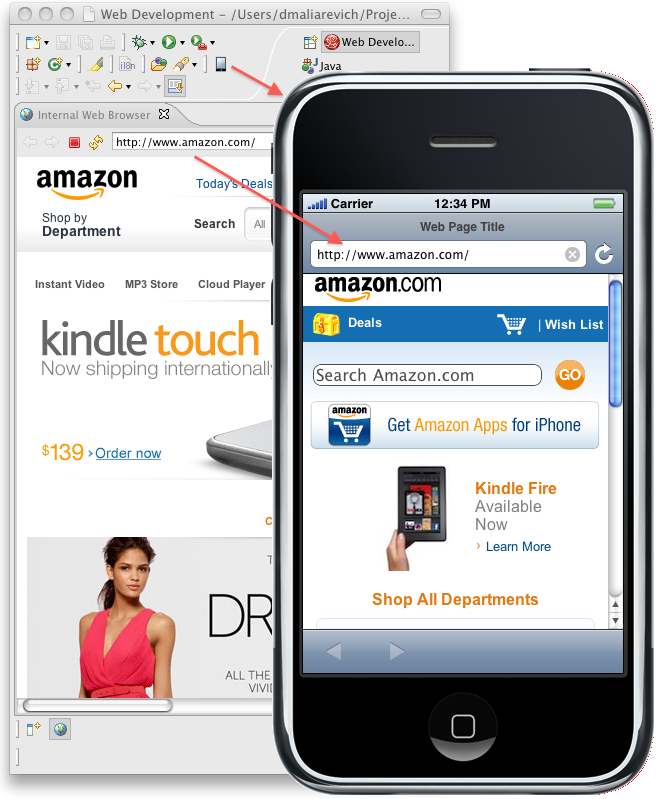 Web Development – /Users/dmaliarevich/Proje...
Web Develo...
i18n
Java
Internal Web Browser
http://www.amazon.com/
amazon
Today's Deals
Shop by
Department
Search
All
Instant Video
MP3 Store
Cloud Player
kindle touch
Now shipping internationally
$139
›Order now
DR
ALL THE
VIVID
Carrier
12:34 PM
Web Page Title
http://www.amazon.com/
amazon.com
$
Deals
| Wish List
Search Amazon.com
GO
amazon
Get Amazon Apps for iPhone
Kindle Fire
Available
Now
› Learn More
Shop All Departments